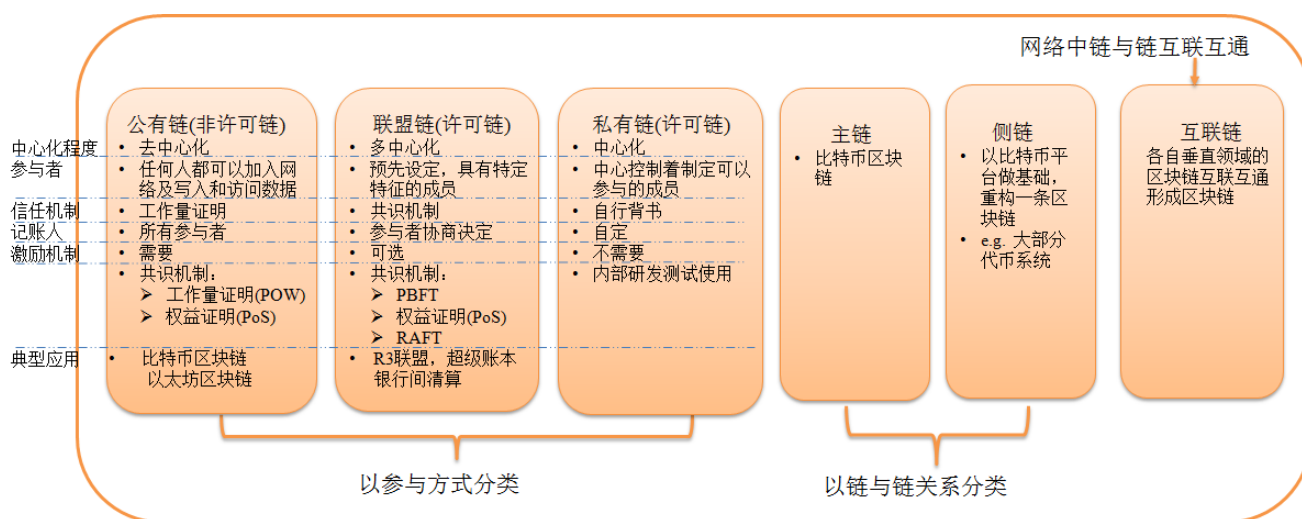 网络中链与链互联互通
中心化程度
参与者
信任机制
记账人
激励机制
典型应用
公有链(非许可链)
• 去中心化
• 任何人都可以加入网
络及写入和访问数据
• 工作量证明
• 所有参与者
• 需要
• 共识机制：
➢ 工作量证明(POW)
➢ 权益证明(PoS)
• 比特币区块链
以太坊区块链
联盟链(许可链)
• 多中心化
• 预先设定，具有特定
特征的成员
• 共识机制
• 参与者协商决定
• 可选
• 共识机制：
➢ PBFT
➢ 权益证明(PoS)
➢ RAFT
• R3联盟，超级账本
银行间清算
私有链(许可链)
• 中心化
• 中心控制着制定可以
参与的成员
• 自行背书
• 自定
• 不需要
• 内部研发测试使用
主链
• 比特币区块
链
侧链
• 以比特币平
台做基础，
重构一条区
块链
• e.g. 大部分
代币系统
互联链
各自垂直领域的
区块链互联互通
形成区块链
以参与方式分类
以链与链关系分类